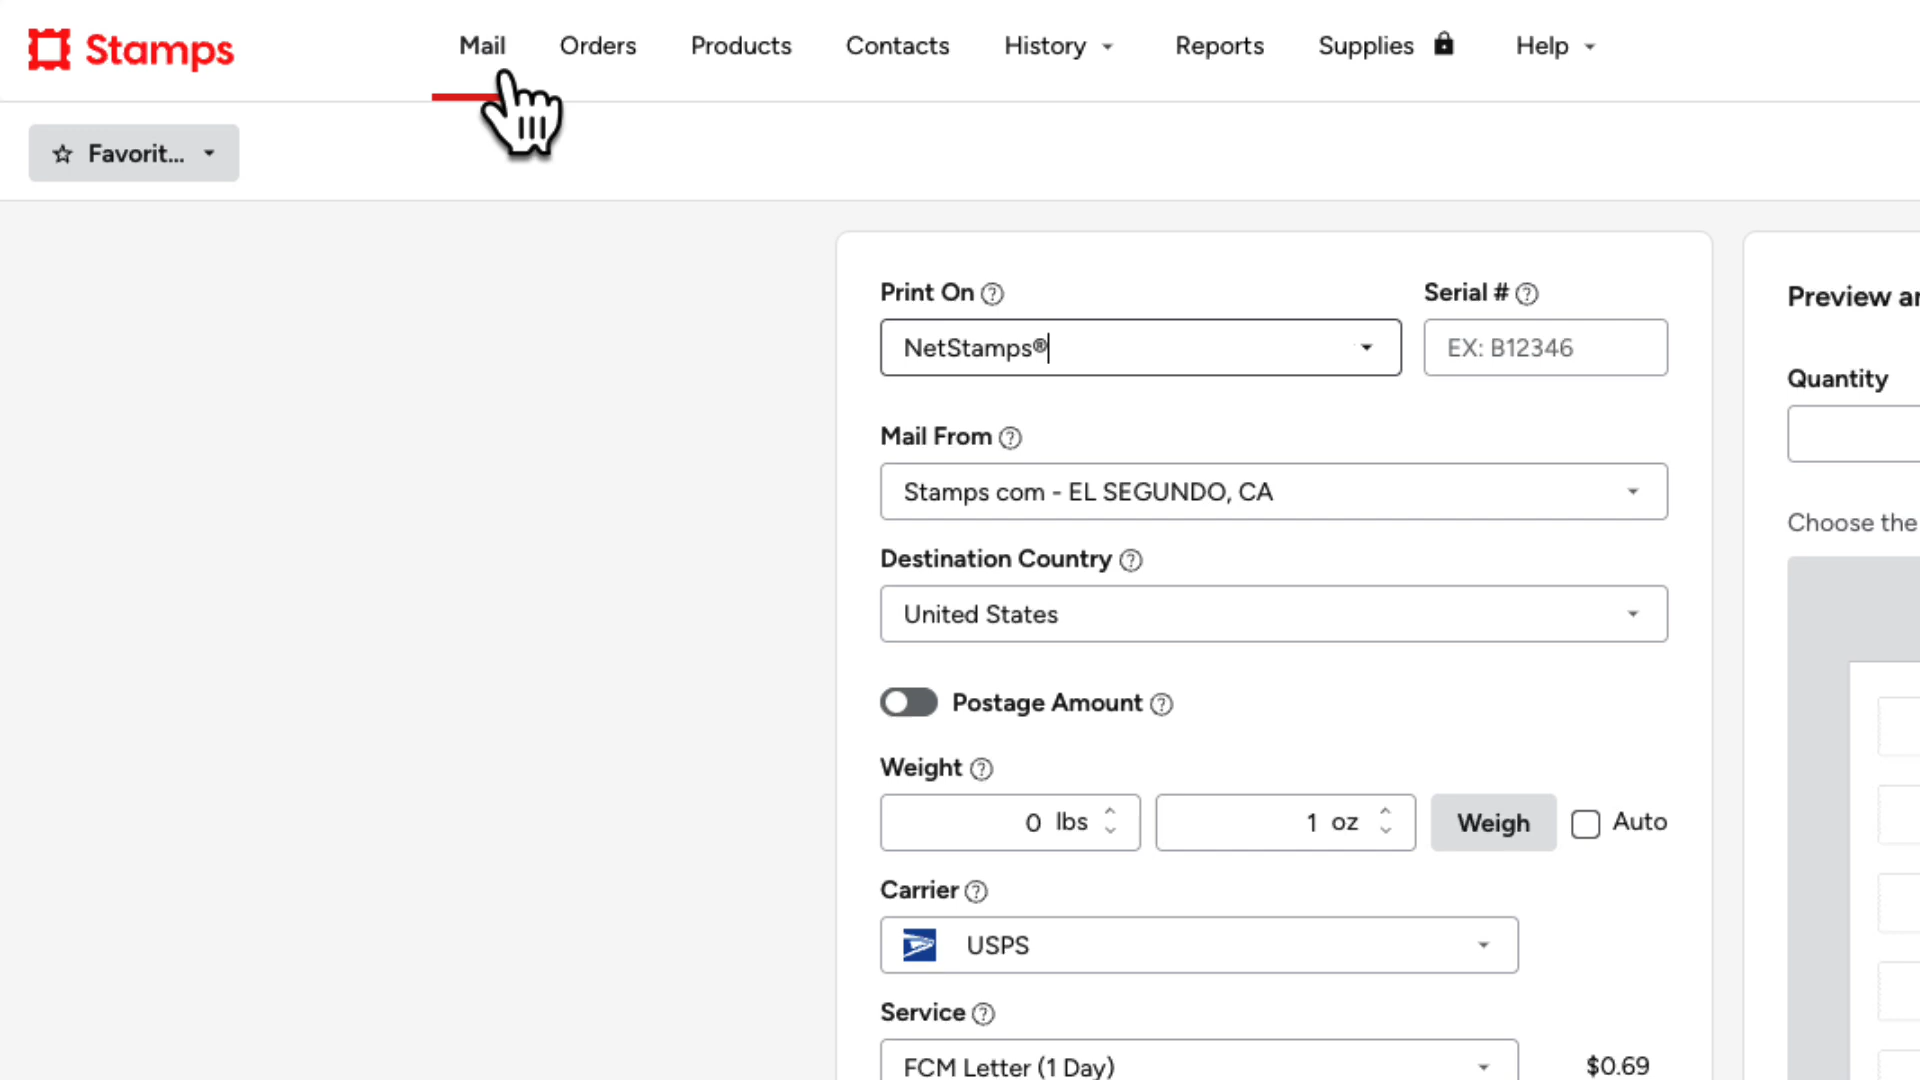 Stamps
Mail Orders Products Contacts History Reports Supplies Help
Favorit...
Print On
Serial #
NetStamps®
EX: B12346
Mail From
Stamps com - EL SEGUNDO, CA
Destination Country
United States
Postage Amount
Weight
0 lbs 1 oz Weigh Auto
Carrier
USPS
Service
FCM Letter (1 Day) $0.69
Preview a
Quantity
Choose the